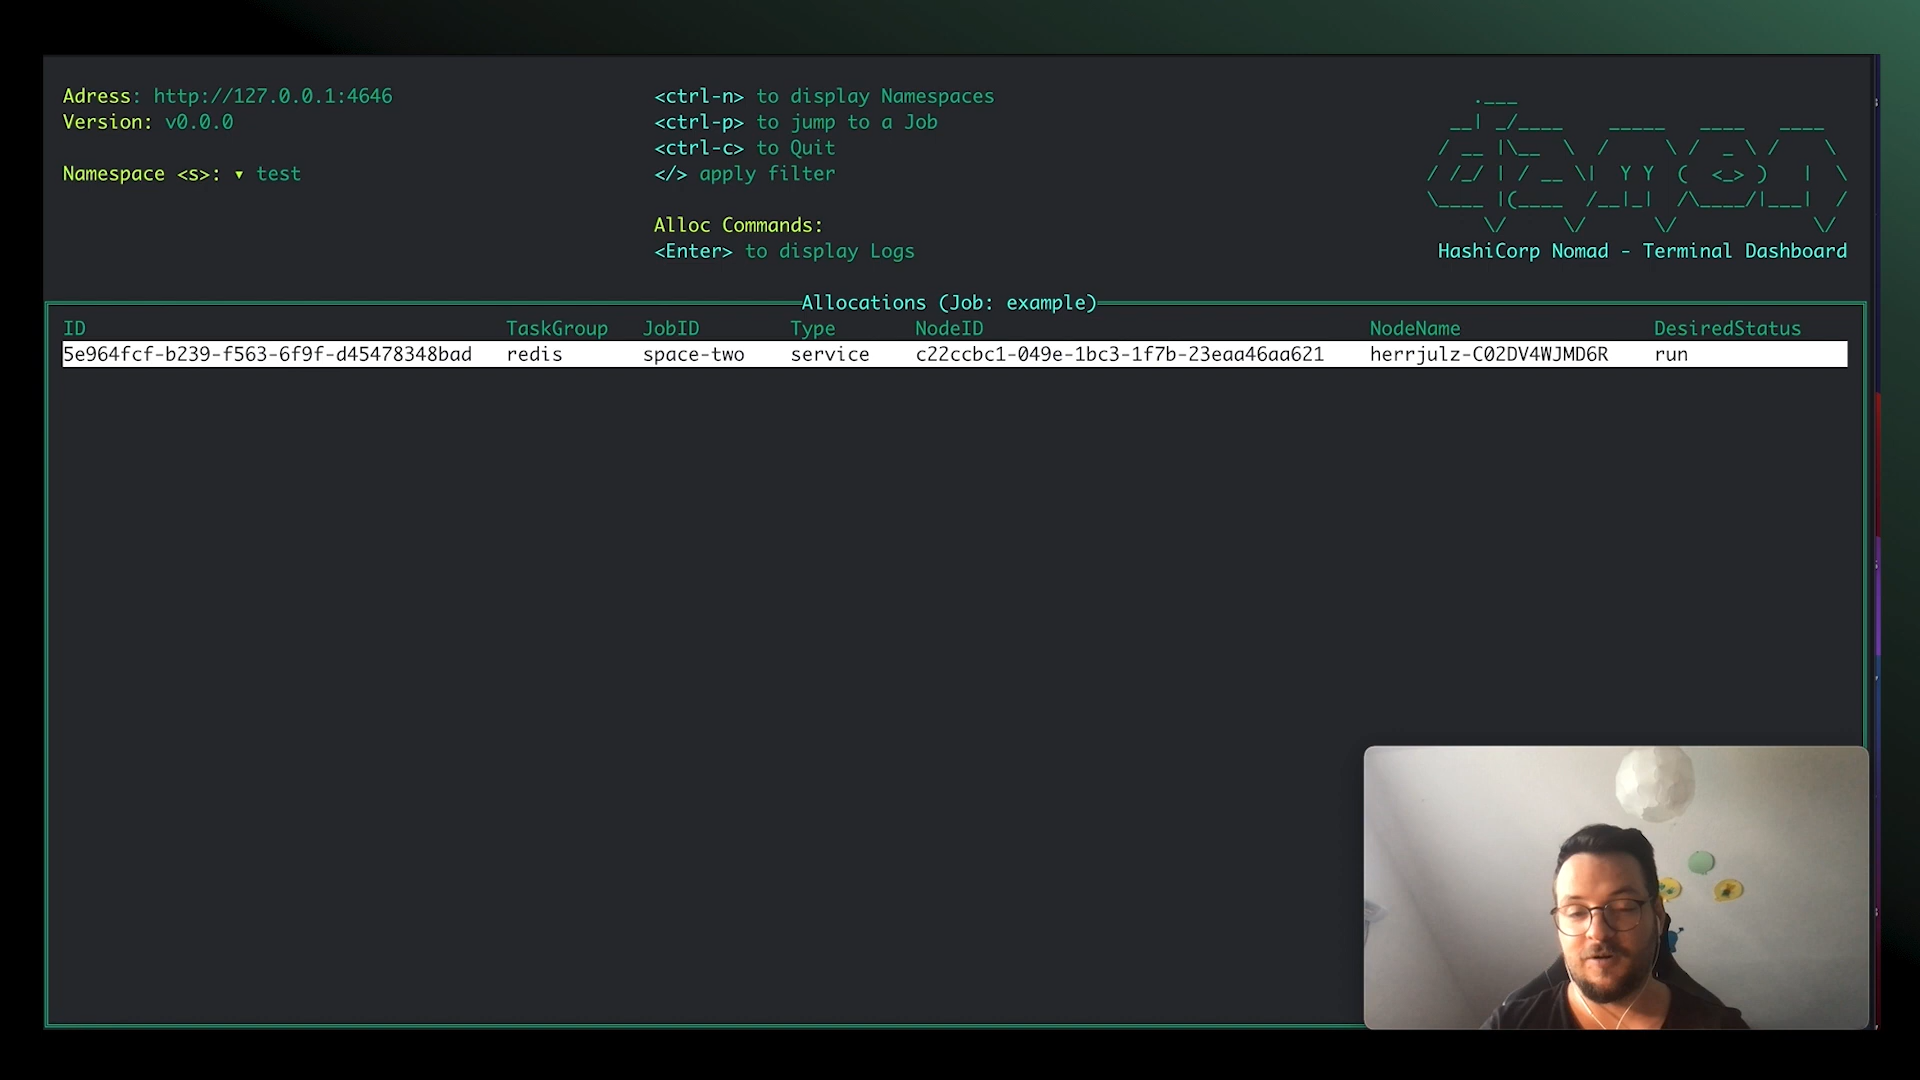 Adress: http://127.0.0.1:4646
Version: v0.0.0
Namespace <s>: ▾ test
<ctrl-n> to display Namespaces
<ctrl-p> to jump to a Job
<ctrl-c> to Quit
</> apply filter
Alloc Commands:
<Enter> to display Logs
damon
HashiCorp Nomad - Terminal Dashboard
Allocations (Job: example)
ID TaskGroup JobID Type NodeID NodeName DesiredStatus
5e964fcf-b239-f563-6f9f-d45478348bad redis space-two service c22ccbc1-049e-1bc3-1f7b-23eaa46aa621 herrjulz-C02DV4WJMD6R run